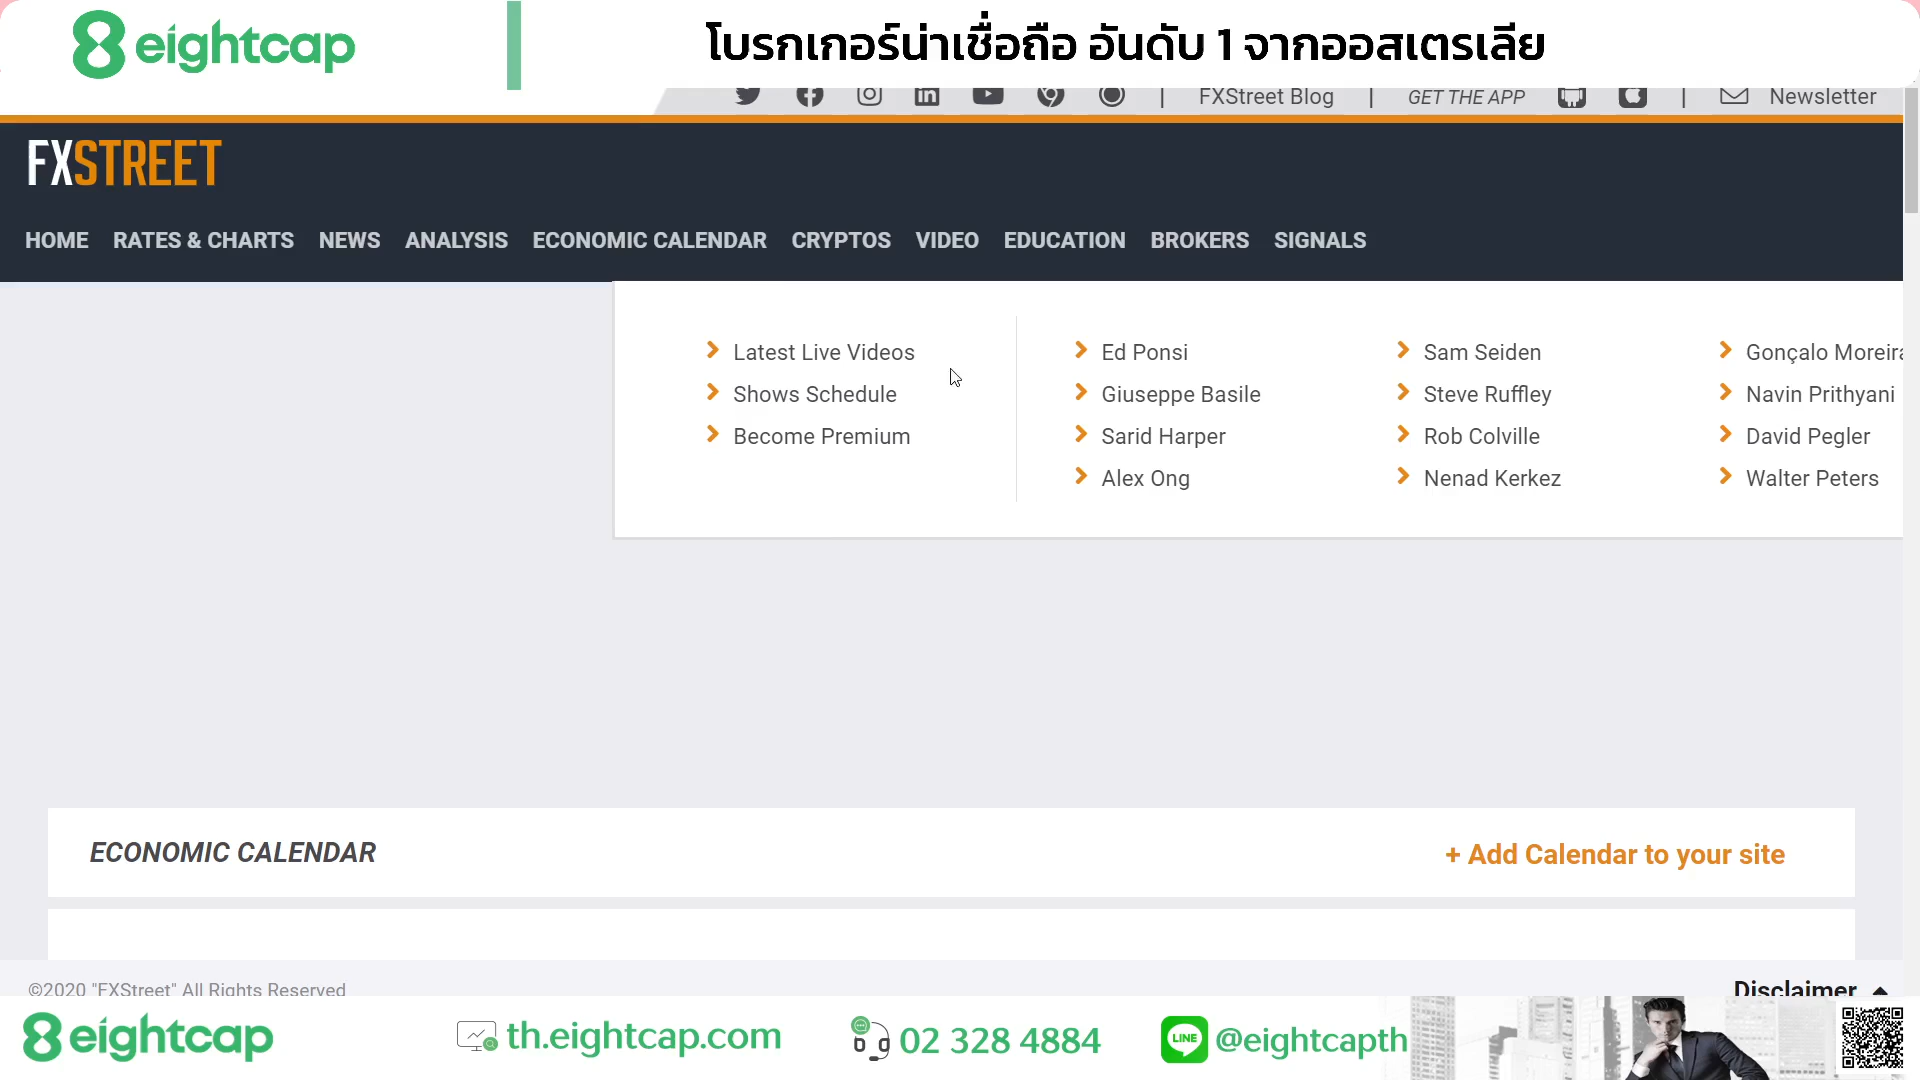 8 eightcap
โบรกเกอร์น่าเชื่อถือ อันดับ 1 จากออสเตรเลีย
| FXStreet Blog | GET THE APP | Newsletter
FXSTREET
HOME RATES & CHARTS NEWS ANALYSIS ECONOMIC CALENDAR CRYPTOS VIDEO EDUCATION BROKERS SIGNALS
Latest Live Videos Ed Ponsi Sam Seiden Gonçalo Moreira
Shows Schedule Giuseppe Basile Steve Ruffley Navin Prithyani
Become Premium Sarid Harper Rob Colville David Pegler
Alex Ong Nenad Kerkez Walter Peters
ECONOMIC CALENDAR + Add Calendar to your site
©2020 "FXStreet" All Rights Reserved Disclaimer
8 eightcap th.eightcap.com 02 328 4884 LINE @eightcapth